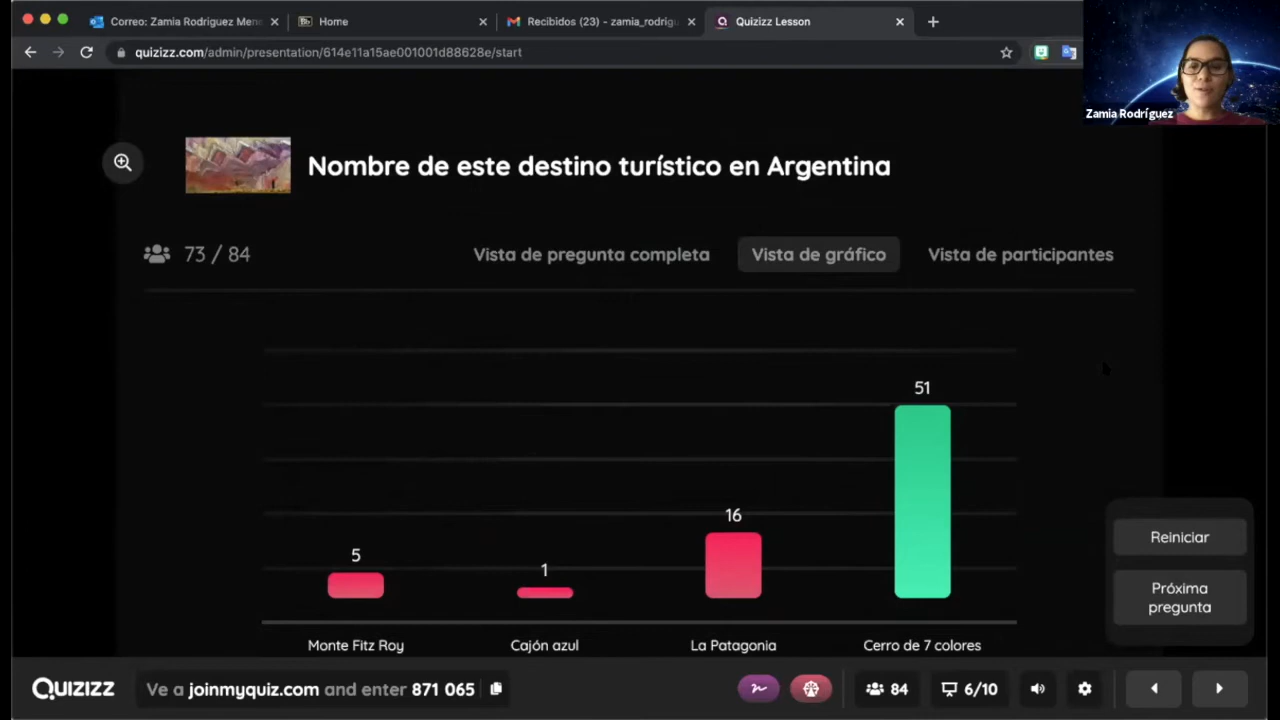 Correo: Zamia Rodriguez Men
Home
Recibidos (23) - zamia_rodrig
Quizizz Lesson
quizizz.com/admin/presentation/614e11a15ae001001d88628e/start
Zamia Rodríguez
Nombre de este destino turístico en Argentina
73 / 84
Vista de pregunta completa
Vista de gráfico
Vista de participantes
51
16
5
1
Reiniciar
Próxima
pregunta
Monte Fitz Roy
Cajón azul
La Patagonia
Cerro de 7 colores
QUIZIZZ
Ve a joinmyquiz.com and enter 871 065
84
6/10